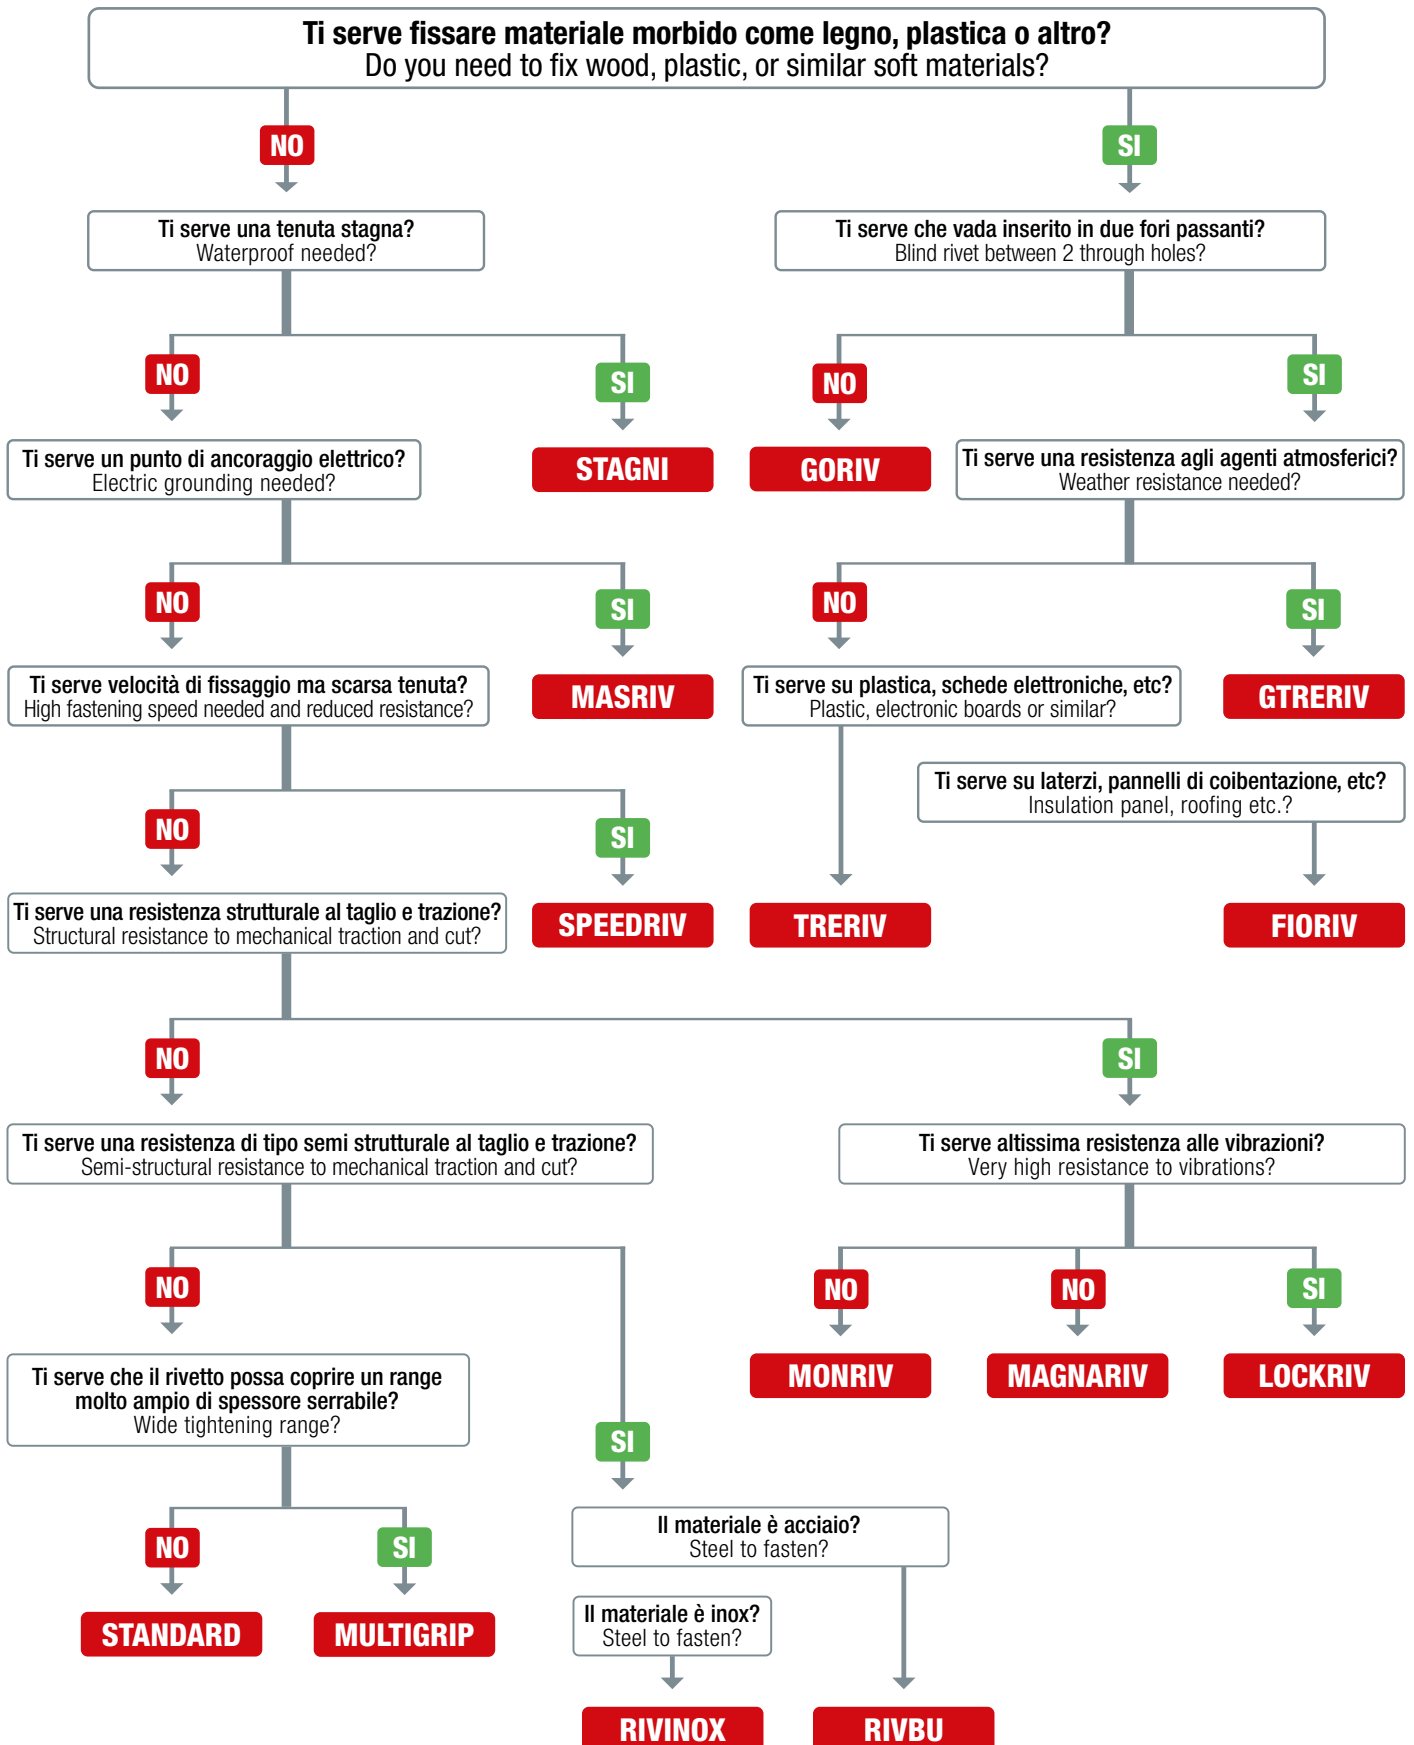 Ti serve fissare materiale morbido come legno, plastica o altro?
Do you need to fix wood, plastic, or similar soft materials?
NO
SI
Ti serve una tenuta stagna?
Waterproof needed?
Ti serve che vada inserito in due fori passanti?
Blind rivet between 2 through holes?
NO
SI
NO
SI
STAGNI
GORIV
Ti serve un punto di ancoraggio elettrico?
Electric grounding needed?
Ti serve una resistenza agli agenti atmosferici?
Weather resistance needed?
NO
SI
NO
SI
Ti serve velocità di fissaggio ma scarsa tenuta?
High fastening speed needed and reduced resistance?
MASRIV
Ti serve su plastica, schede elettroniche, etc?
Plastic, electronic boards or similar?
GTRERIV
Ti serve su laterzi, pannelli di coibentazione, etc?
Insulation panel, roofing etc.?
NO
SI
Ti serve una resistenza strutturale al taglio e trazione?
Structural resistance to mechanical traction and cut?
SPEEDRIV
TRERIV
FIORIV
NO
SI
Ti serve una resistenza di tipo semi strutturale al taglio e trazione?
Semi-structural resistance to mechanical traction and cut?
Ti serve altissima resistenza alle vibrazioni?
Very high resistance to vibrations?
NO
NO
NO
SI
MONRIV
MAGNARIV
LOCKRIV
Ti serve che il rivetto possa coprire un range
molto ampio di spessore serrabile?
Wide tightening range?
SI
NO
SI
Il materiale è acciaio?
Steel to fasten?
STANDARD
MULTIGRIP
Il materiale è inox?
Steel to fasten?
RIVINOX
RIVBU